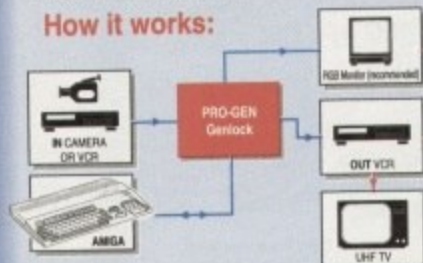 How it works:
RGB Monitor (recommended)
IN CAMERA
OR VCR
PRO-GEN
Genlock
OUT VCR
AMIGA
UHF TV